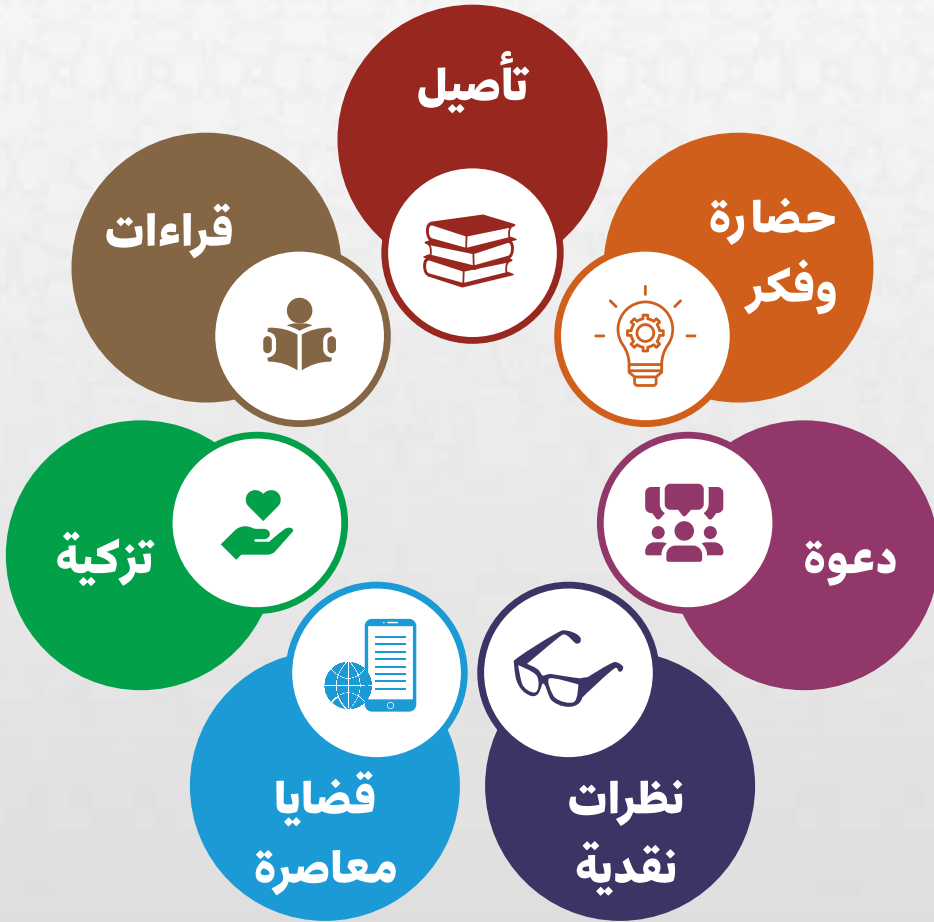 تأصيل
حضارة
وفكر
دعوة
نظرات
نقدية
قضايا
معاصرة
تزكية
قراءات